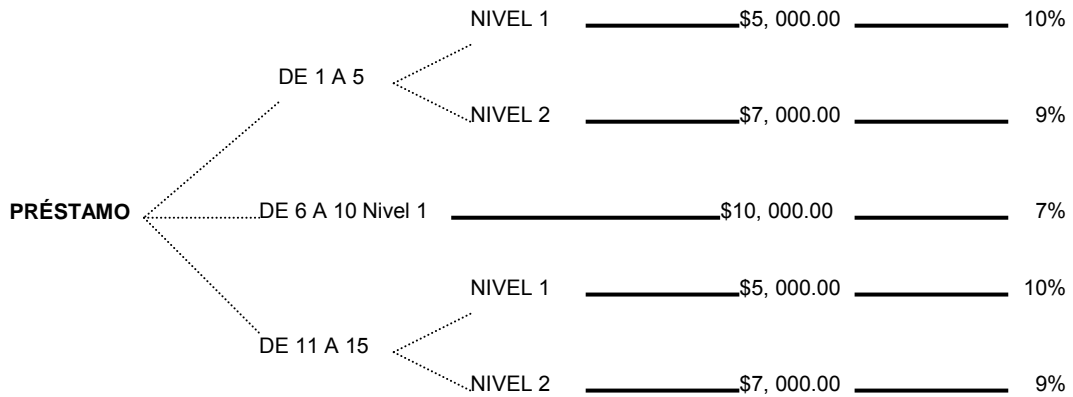 NIVEL 1 $5, 000.00 10%
DE 1 A 5
NIVEL 2 $7, 000.00 9%
PRÉSTAMO DE 6 A 10 Nivel 1 $10, 000.00 7%
NIVEL 1 $5, 000.00 10%
DE 11 A 15
NIVEL 2 $7, 000.00 9%